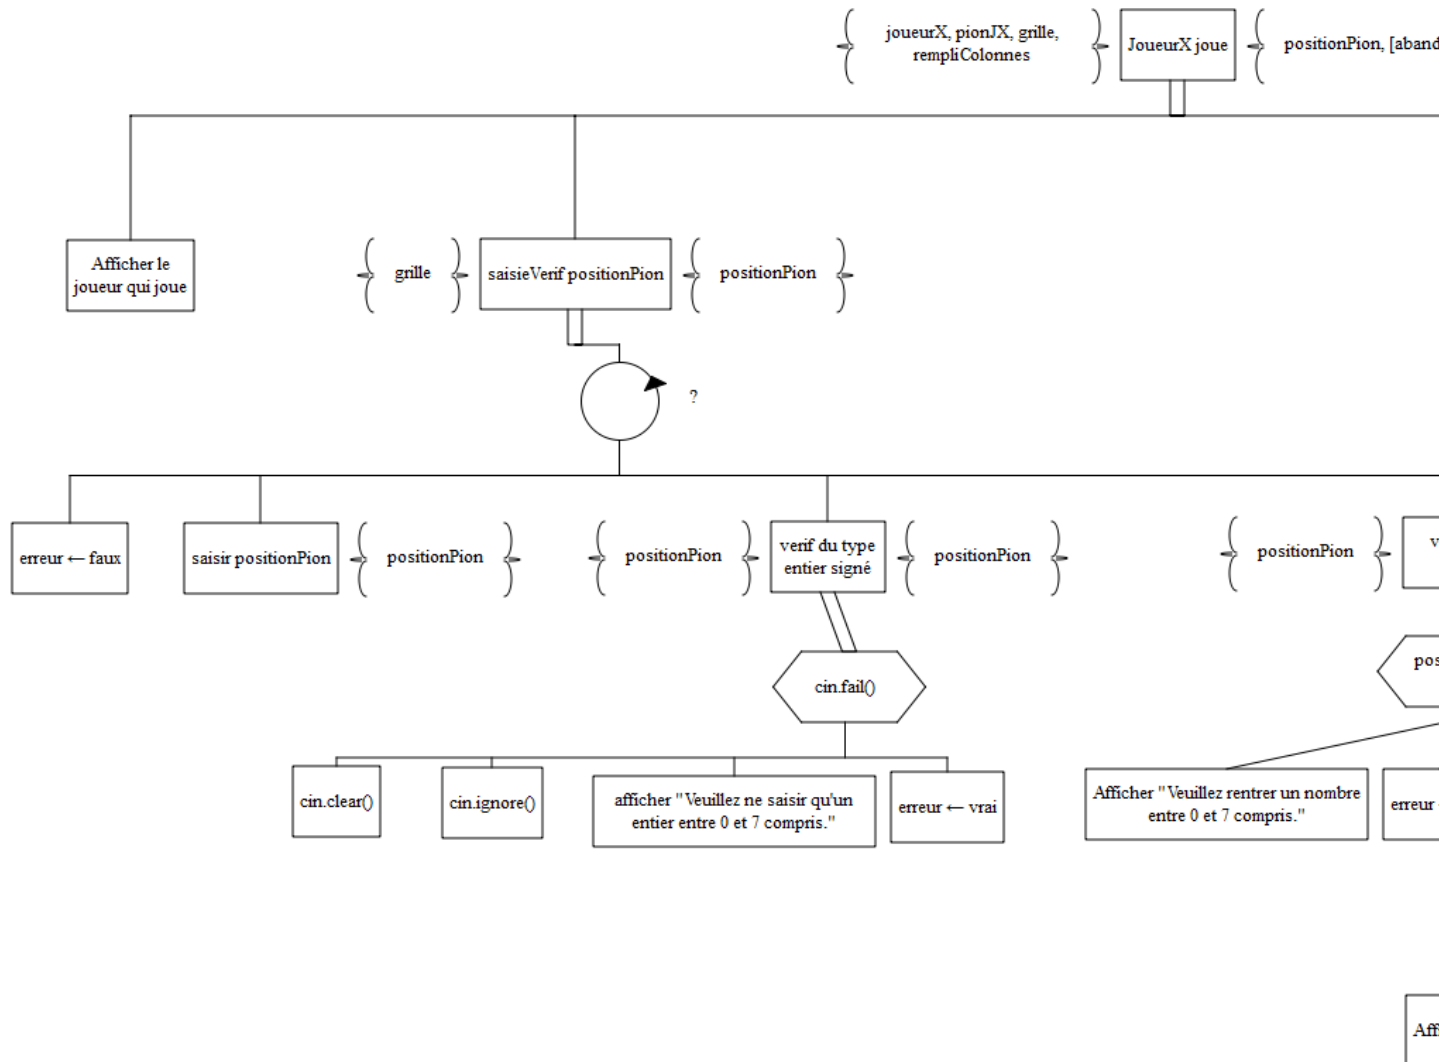 joueurX, pionJX, grille,
rempliColonnes
JoueurX joue
positionPion, [aband
Afficher le
joueur qui joue
grille
saisieVerif positionPion
positionPion
?
erreur ← faux
saisir positionPion
positionPion
positionPion
verif du type
entier signé
positionPion
positionPion
v
cin.fail()
pos
cin.clear()
cin.ignore()
afficher "Veuillez ne saisir qu'un
entier entre 0 et 7 compris."
erreur ← vrai
Afficher "Veuillez rentrer un nombre
entre 0 et 7 compris."
erreur
Aff